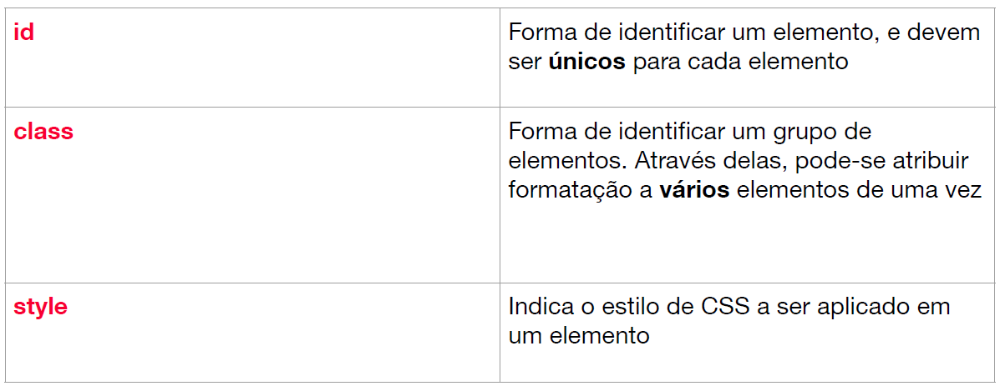 id
Forma de identificar um elemento, e devem
ser únicos para cada elemento
class
Forma de identificar um grupo de
elementos. Através delas, pode-se atribuir
formatação a vários elementos de uma vez
style
Indica o estilo de CSS a ser aplicado em
um elemento